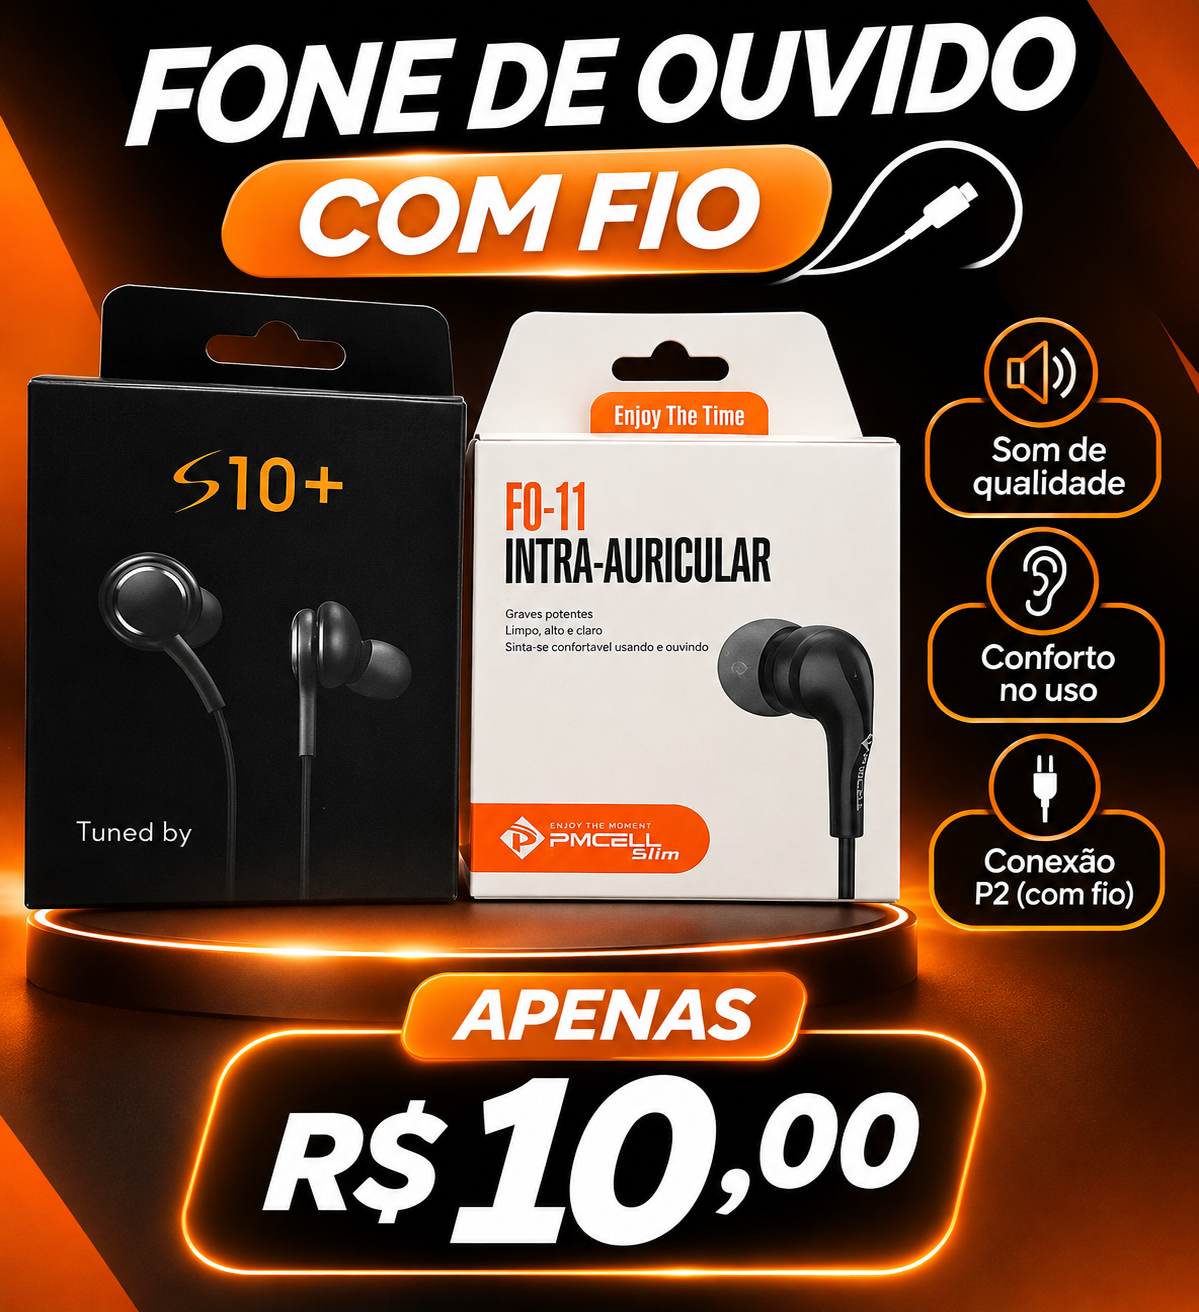 FONE DE OUVIDO
COM FIO
S10+
Tuned by
Enjoy The Time
FO-11
INTRA-AURICULAR
Graves potentes
Limpo, alto e claro
Sinta-se confortavel usando e ouvindo
PMCELL
ENJOY THE MOMENT
PMCELL
Slim
Som de
qualidade
Conforto
no uso
Conexão
P2 (com fio)
APENAS
R$10,00